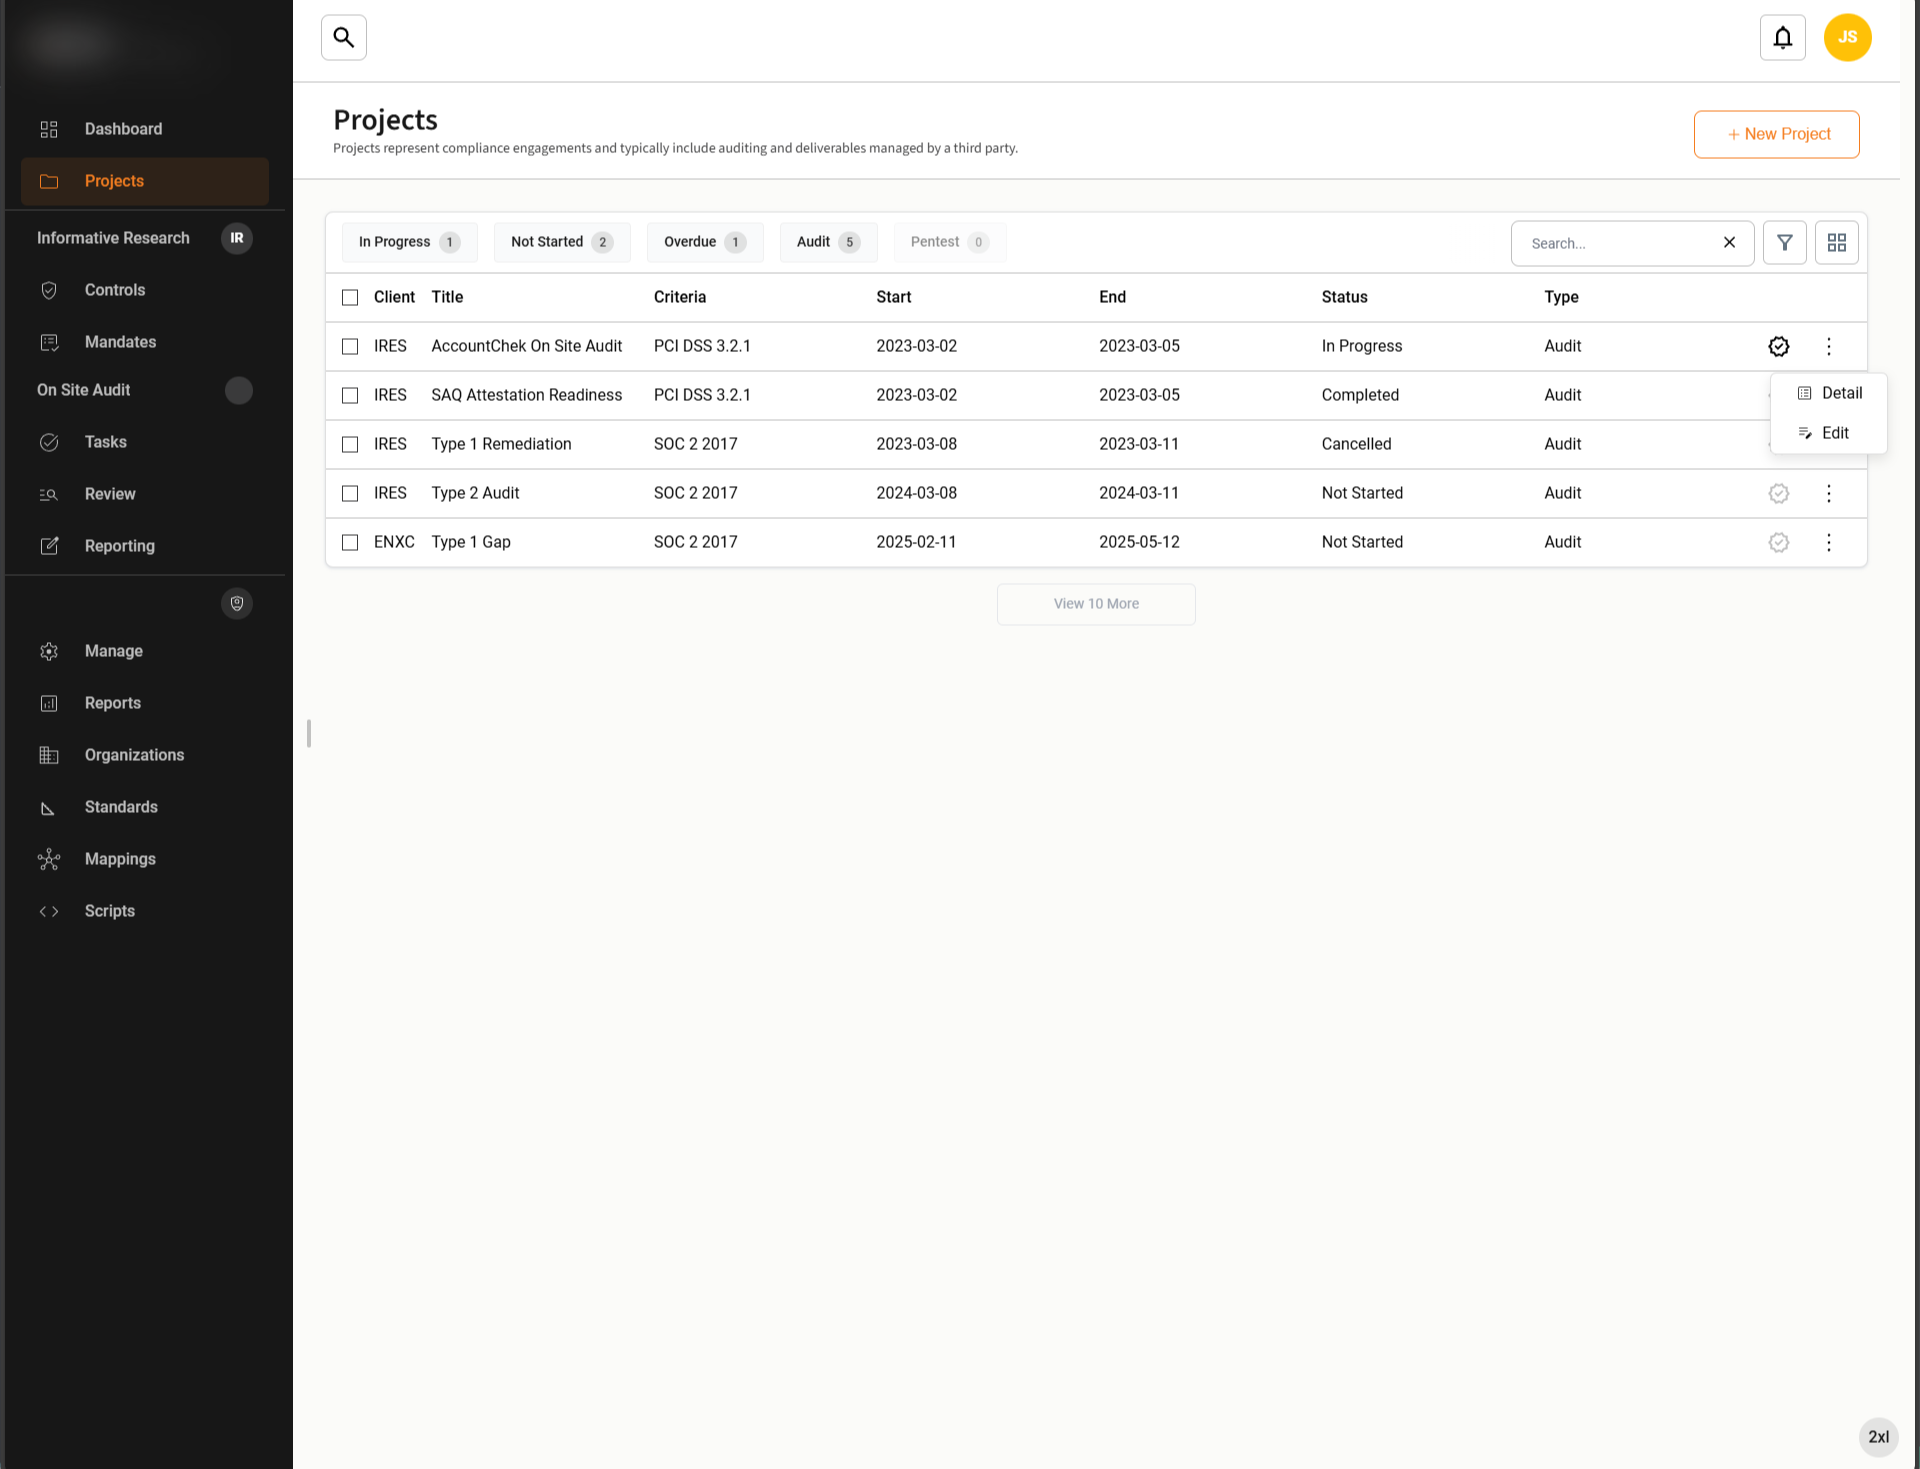 JS
Dashboard
Projects
Informative Research IR
Controls
Mandates
On Site Audit
Tasks
Review
Reporting
Manage
Reports
Organizations
Standards
Mappings
Scripts
Projects
Projects represent compliance engagements and typically include auditing and deliverables managed by a third party.
+ New Project
In Progress 1 Not Started 2 Overdue 1 Audit 5 Pentest 0 Search...
Client Title Criteria Start End Status Type
IRES AccountChek On Site Audit PCI DSS 3.2.1 2023-03-02 2023-03-05 In Progress Audit
IRES SAQ Attestation Readiness PCI DSS 3.2.1 2023-03-02 2023-03-05 Completed Audit
IRES Type 1 Remediation SOC 2 2017 2023-03-08 2023-03-11 Cancelled Audit
IRES Type 2 Audit SOC 2 2017 2024-03-08 2024-03-11 Not Started Audit
ENXC Type 1 Gap SOC 2 2017 2025-02-11 2025-05-12 Not Started Audit
Detail
Edit
View 10 More
2xl